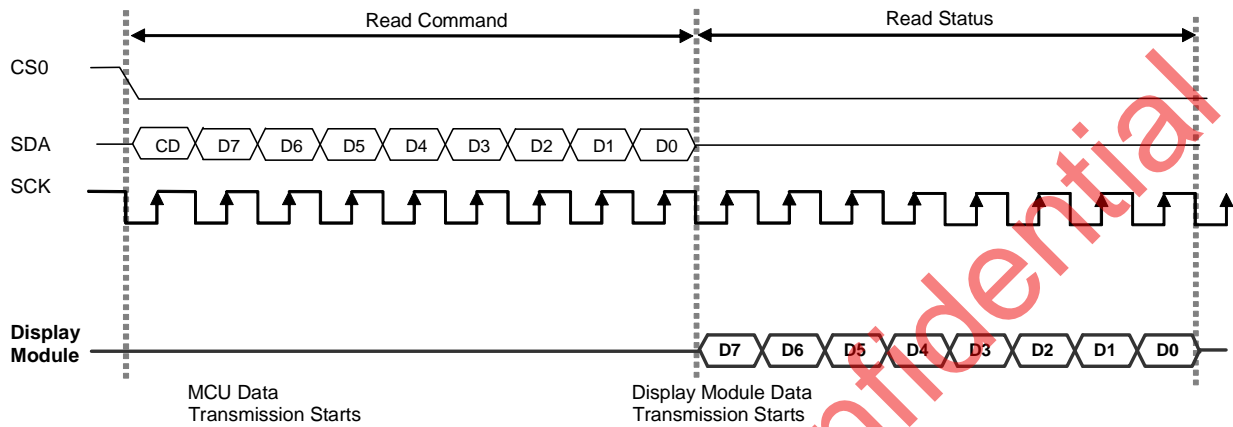 Read Command
Read Status
CS0
SDA
CD D7 D6 D5 D4 D3 D2 D1 D0
SCK
Display
Module
D7 D6 D5 D4 D3 D2 D1 D0
MCU Data
Transmission Starts
Display Module Data
Transmission Starts
Confidential